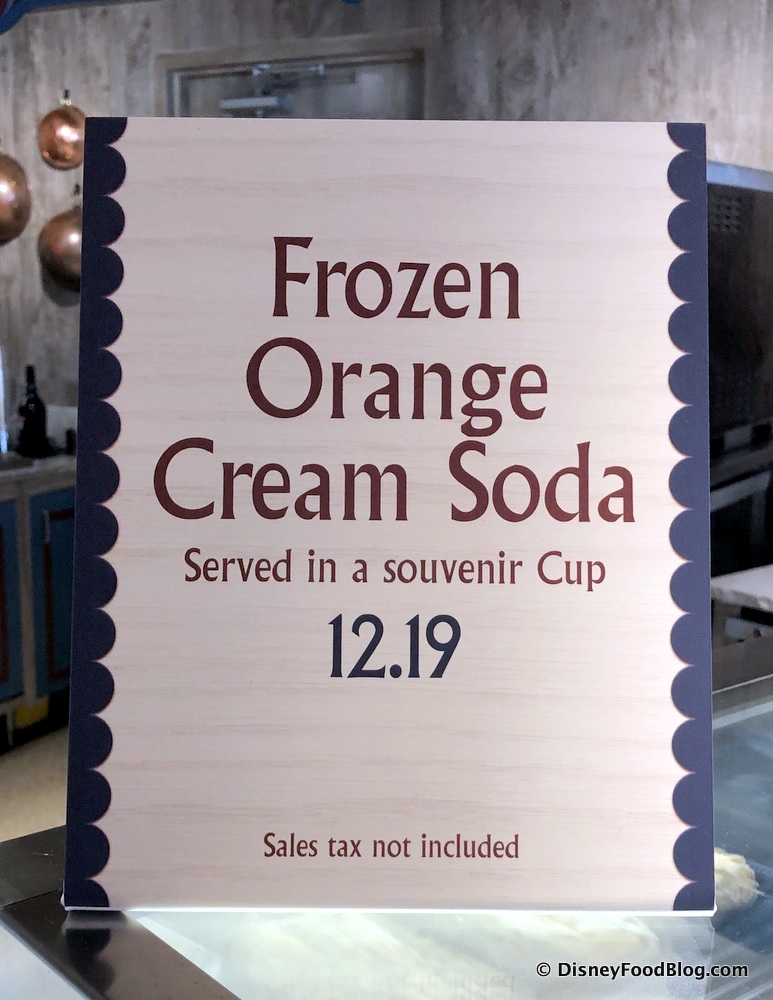 Frozen
Orange
Cream Soda
Served in a souvenir Cup
12.19
Sales tax not included
© DisneyFoodBlog.com